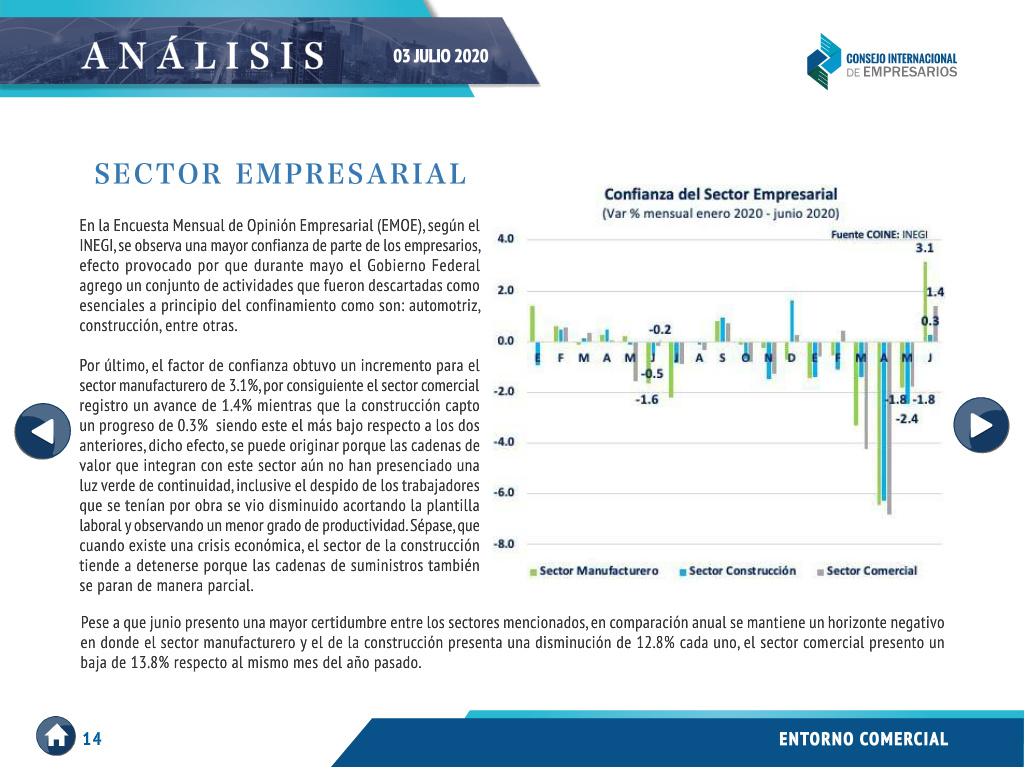 ANÁLISIS
03 JULIO 2020
CONSEJO INTERNACIONAL
DE EMPRESARIOS
SECTOR EMPRESARIAL
En la Encuesta Mensual de Opinión Empresarial (EMOE), según el
INEGI, se observa una mayor confianza de parte de los empresarios,
efecto provocado por que durante mayo el Gobierno Federal
agrego un conjunto de actividades que fueron descartadas como
esenciales a principio del confinamiento como son: automotriz,
construcción, entre otras.
Por último, el factor de confianza obtuvo un incremento para el
sector manufacturero de 3.1%, por consiguiente el sector comercial
registro un avance de 1.4% mientras que la construcción capto
un progreso de 0.3% siendo este el más bajo respecto a los dos
anteriores, dicho efecto, se puede originar porque las cadenas de
valor que integran con este sector aún no han presenciado una
luz verde de continuidad, inclusive el despido de los trabajadores
que se tenían por obra se vio disminuido acortando la plantilla
laboral y observando un menor grado de productividad. Sépase, que
cuando existe una crisis económica, el sector de la construcción
tiende a detenerse porque las cadenas de suministros también
se paran de manera parcial.
Confianza del Sector Empresarial
(Var % mensual enero 2020 - junio 2020)
Fuente COINE: INEGI
4.0
3.1
2.0
1.4
0.3
0.0
-0.2
E F M A M J J A S O N D E F M A M J
-0.5
-1.6
-1.8 -1.8
-2.0
-2.4
-4.0
-6.0
-8.0
Sector Manufacturero Sector Construcción Sector Comercial
Pese a que junio presento una mayor certidumbre entre los sectores mencionados, en comparación anual se mantiene un horizonte negativo
en donde el sector manufacturero y el de la construcción presenta una disminución de 12.8% cada uno, el sector comercial presento un
baja de 13.8% respecto al mismo mes del año pasado.
14
ENTORNO COMERCIAL